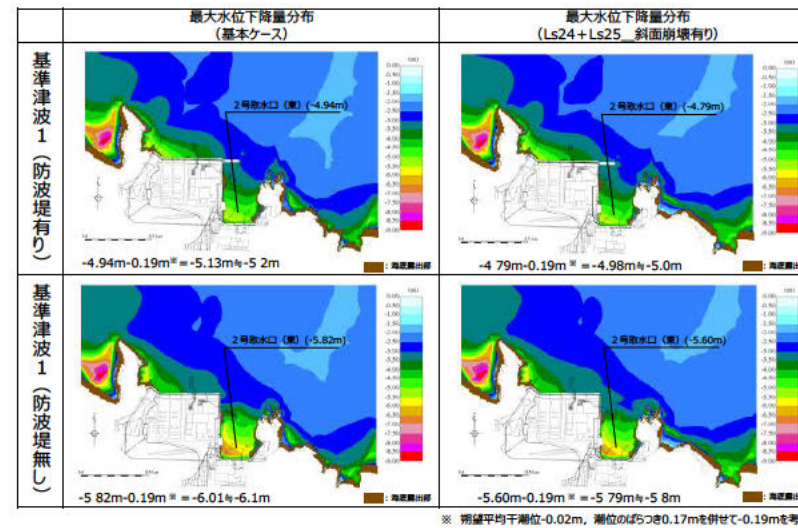 最大水位下降量分布
(基本ケース)
最大水位下降量分布
(Ls24+Ls25_斜面崩壊有り)
基準津波1(防波堤有り)
2号取水口(東)(-4.94m)
-4.94m-0.19m※=-5.13m≒-5 2m
:海底露出部
2号取水口(東)(-4.79m)
-4 79m-0.19m※=-4.98m≒-5.0m
:海底露出
基準津波1(防波堤無し)
2号取水口(東)(-5.82m)
-5 82m-0.19m※=-6.01≒-6.1m
:海底露出部
2号取水口(東)(-5.60m)
-5.60m-0.19m※=-5 79m≒-5 8m
:海底露出
※ 朔望平均干潮位-0.02m,潮位のばらつき0.17mを併せて-0.19mを考